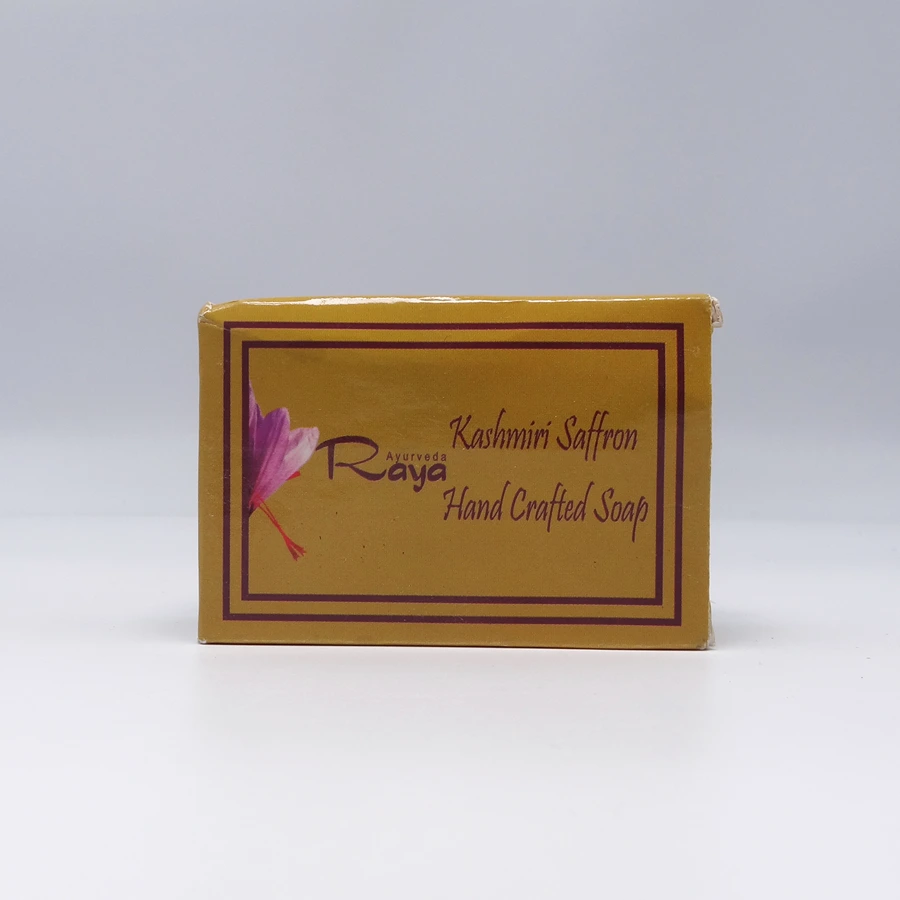 Ayurveda
Raya
Kashmiri Saffron
Hand Crafted Soap